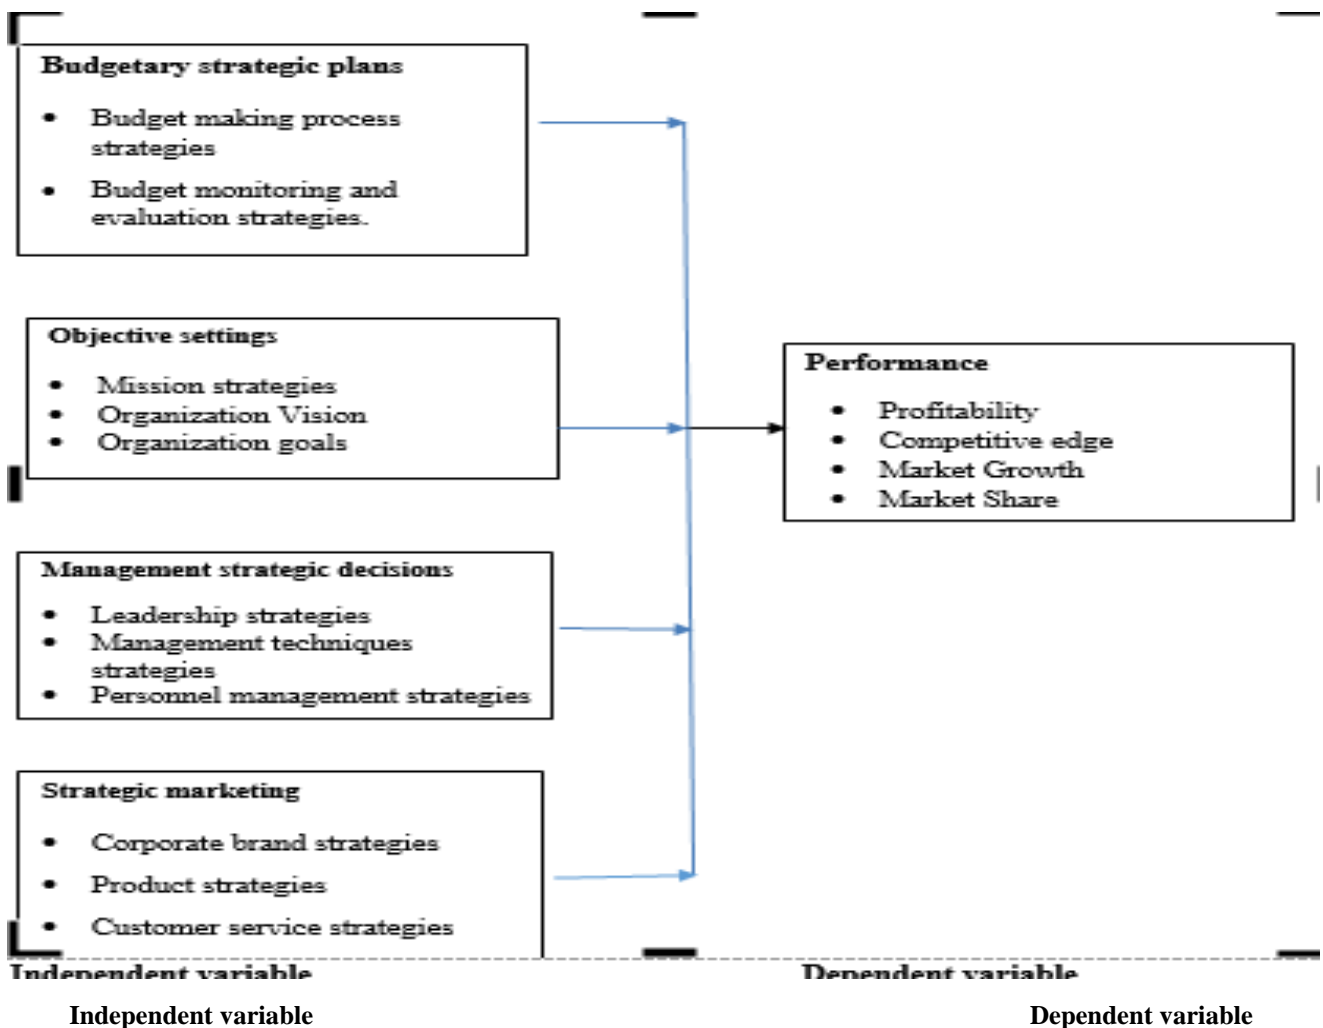 Budgetary strategic plans
• Budget making process
strategies
• Budget monitoring and
evaluation strategies.
Objective settings
• Mission strategies
• Organization Vision
• Organization goals
Management strategic decisions
• Leadership strategies
• Management techniques
strategies
• Personnel management strategies
Strategic marketing
• Corporate brand strategies
• Product strategies
• Customer service strategies
Performance
• Profitability
• Competitive edge
• Market Growth
• Market Share
Independent variable
Dependent variable
Independent variable
Dependent variable